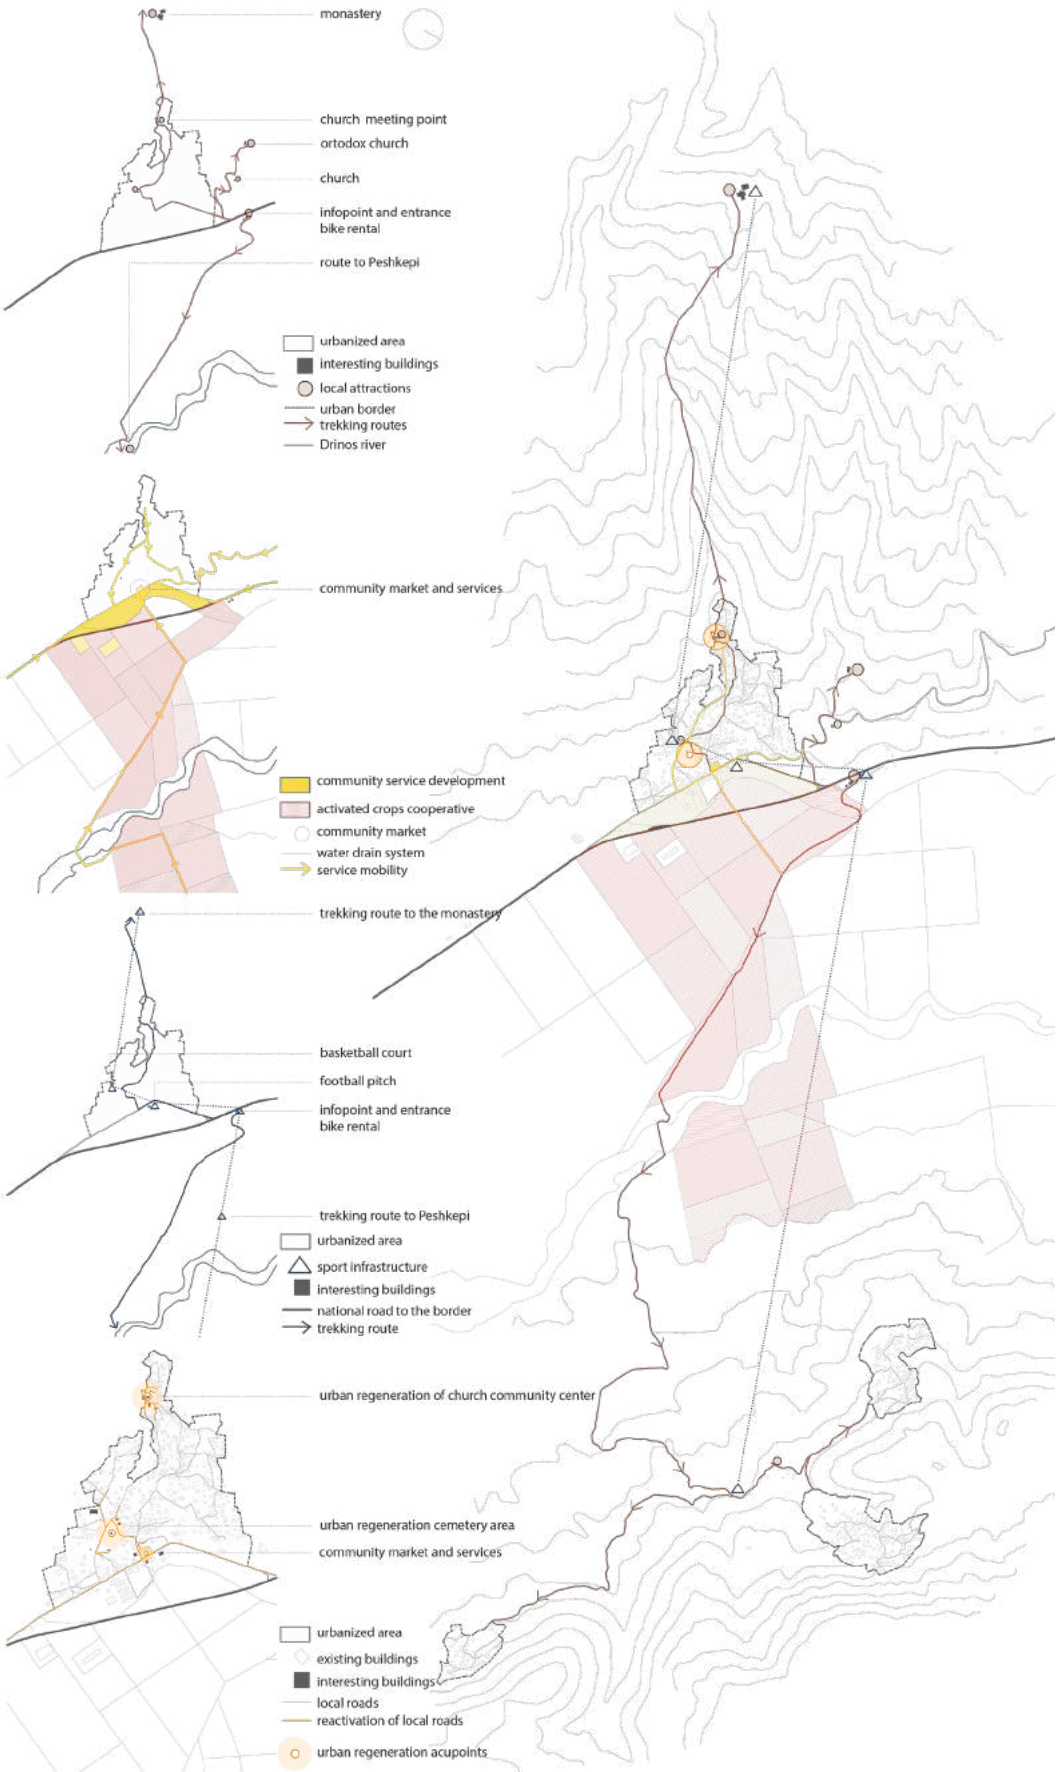 monastery
church meeting point
ortodox church
church
infopoint and entrance
bike rental
route to Peshkepi
urbanized area
interesting buildings
local attractions
urban border
trekking routes
Drinos river
community market and services
community service development
activated crops cooperative
community market
water drain system
service mobility
trekking route to the monastery
basketball court
football pitch
infopoint and entrance
bike rental
trekking route to Peshkepi
urbanized area
sport infrastructure
interesting buildings
national road to the border
trekking route
urban regeneration of church community center
urban regeneration cemetery area
community market and services
urbanized area
existing buildings
interesting buildings
local roads
reactivation of local roads
urban regeneration acupoints